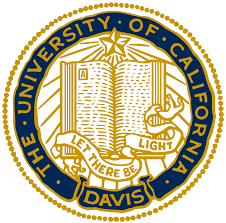 THE · UNIVERSITY · OF · CALIFORNIA
A
LET THERE BE LIGHT
DAVIS